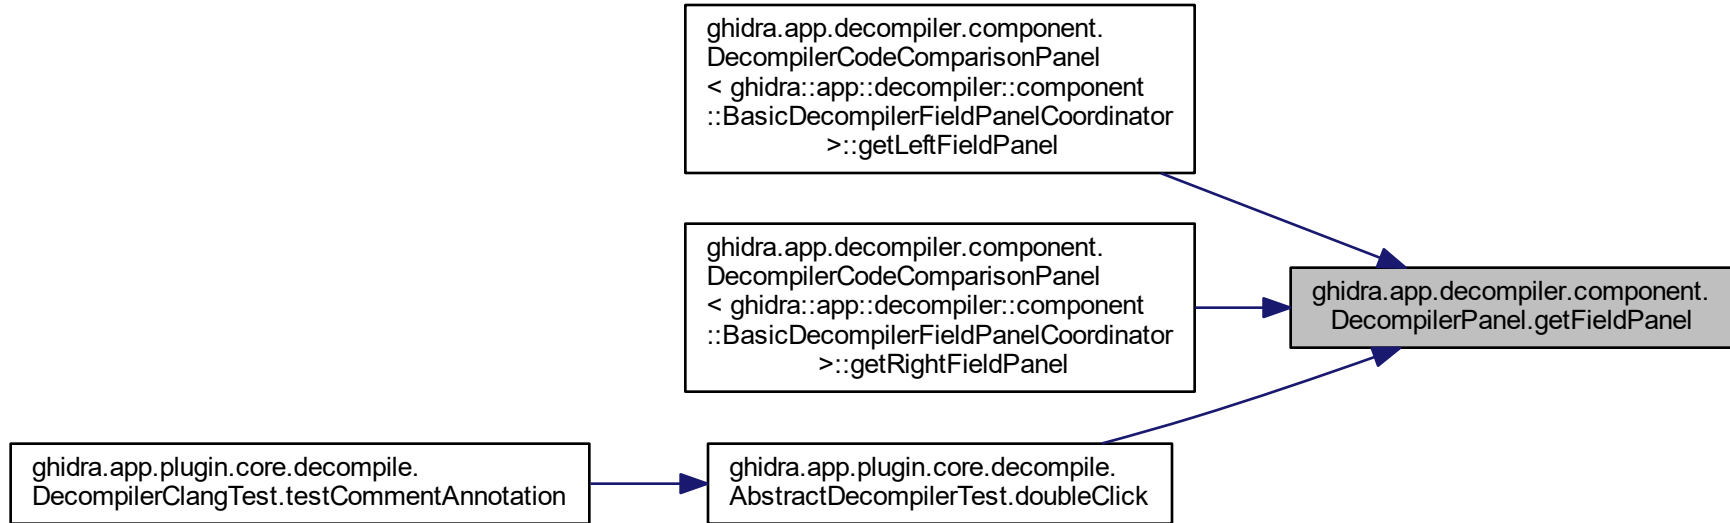 ghidra.app.decompiler.component.
DecompilerCodeComparisonPanel
< ghidra::app::decompiler::component
::BasicDecompilerFieldPanelCoordinator
>::getLeftFieldPanel
ghidra.app.decompiler.component.
DecompilerCodeComparisonPanel
< ghidra::app::decompiler::component
::BasicDecompilerFieldPanelCoordinator
>::getRightFieldPanel
ghidra.app.decompiler.component.
DecompilerPanel.getFieldPanel
ghidra.app.plugin.core.decompile.
DecompilerClangTest.testCommentAnnotation
ghidra.app.plugin.core.decompile.
AbstractDecompilerTest.doubleClick